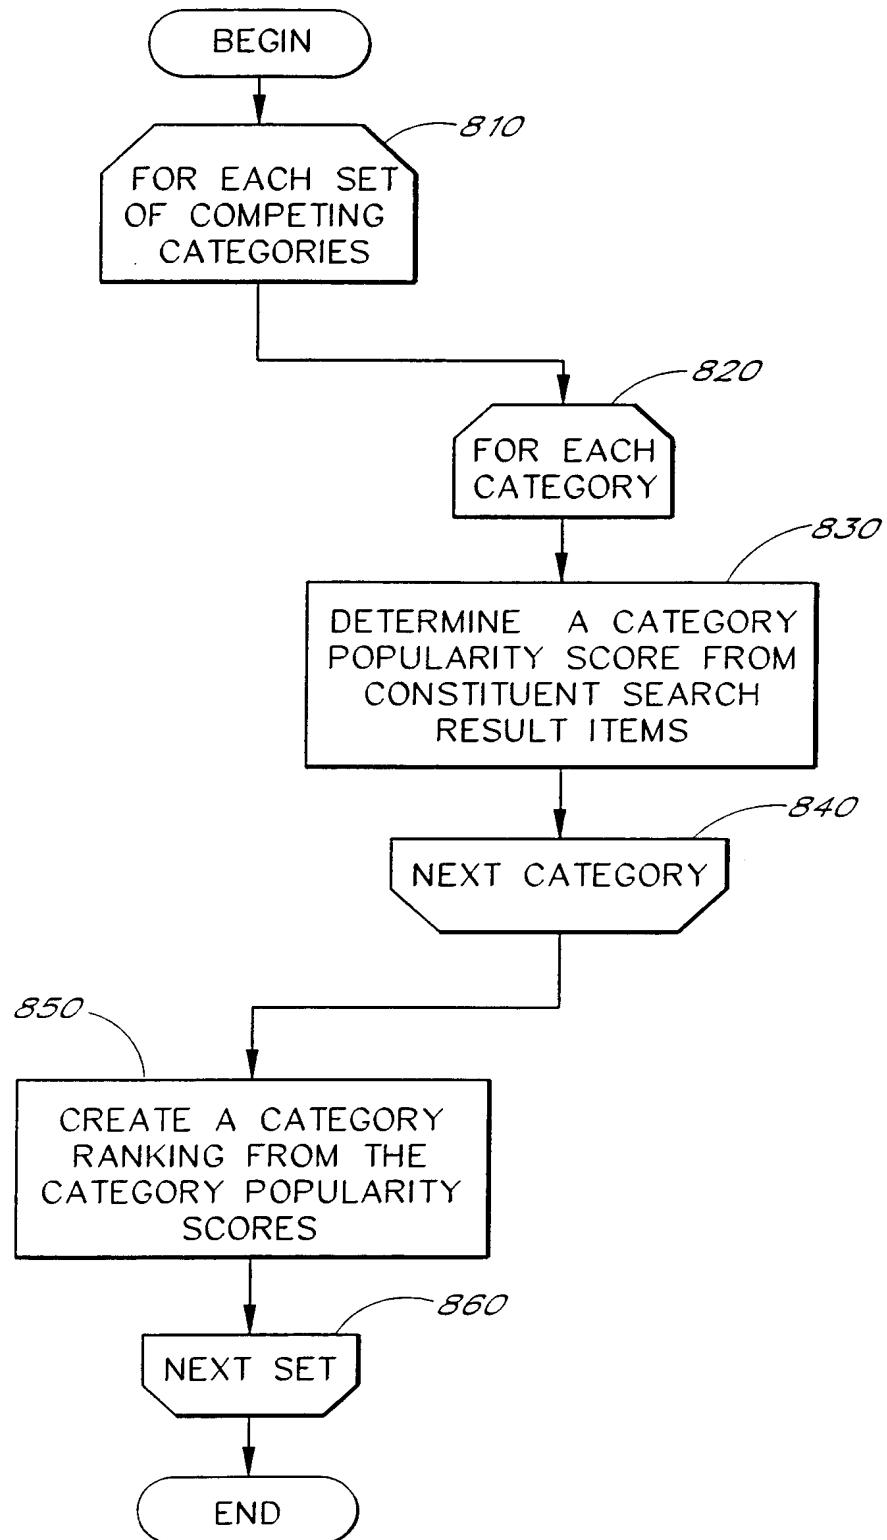 BEGIN
810
FOR EACH SET
OF COMPETING
CATEGORIES
820
FOR EACH
CATEGORY
830
DETERMINE A CATEGORY
POPULARITY SCORE FROM
CONSTITUENT SEARCH
RESULT ITEMS
840
NEXT CATEGORY
850
CREATE A CATEGORY
RANKING FROM THE
CATEGORY POPULARITY
SCORES
860
NEXT SET
END